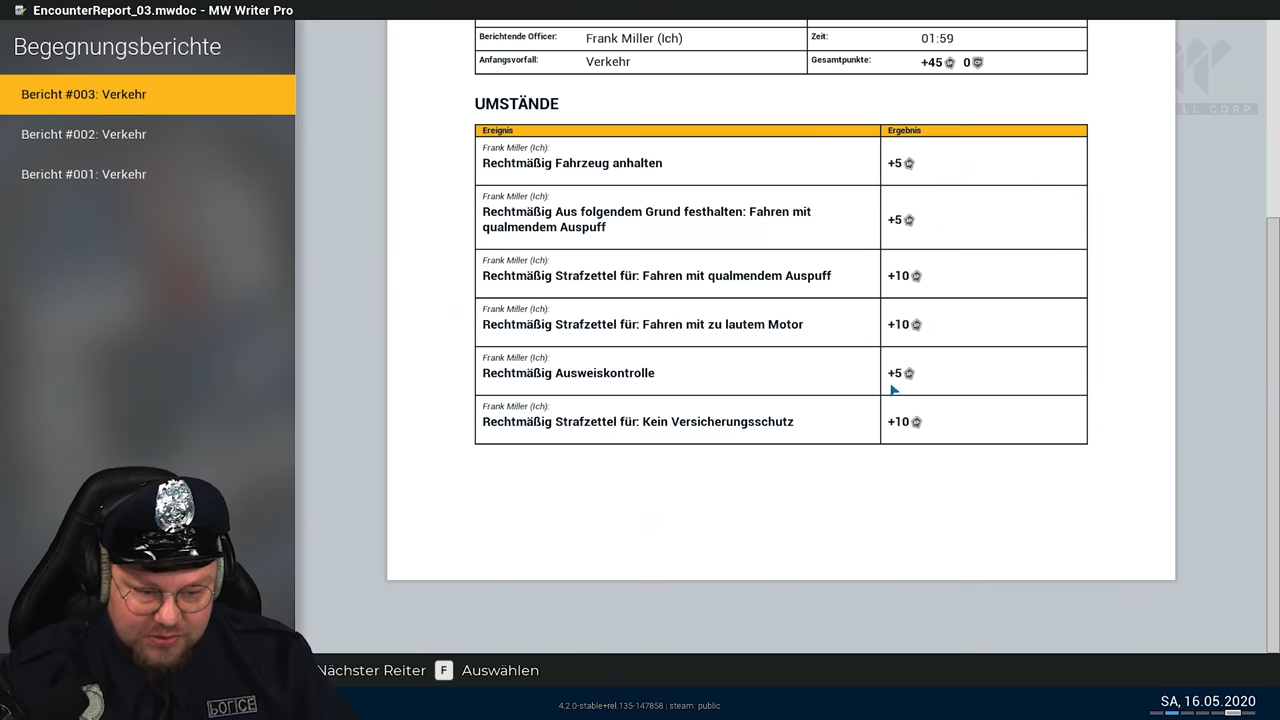 EncounterReport_03.mwdoc - MW Writer Pro
Begegnungsberichte
Bericht #003: Verkehr
Bericht #002: Verkehr
Bericht #001: Verkehr
Berichtende Officer: Frank Miller (Ich) Zeit: 01:59
Anfangsvorfall: Verkehr Gesamtpunkte: +45 0
ELL CORP
UMSTÄNDE
Ereignis Ergebnis
Frank Miller (Ich):
Rechtmäßig Fahrzeug anhalten +5
Frank Miller (Ich):
Rechtmäßig Aus folgendem Grund festhalten: Fahren mit
qualmendem Auspuff +5
Frank Miller (Ich):
Rechtmäßig Strafzettel für: Fahren mit qualmendem Auspuff +10
Frank Miller (Ich):
Rechtmäßig Strafzettel für: Fahren mit zu lautem Motor +10
Frank Miller (Ich):
Rechtmäßig Ausweiskontrolle +5
Frank Miller (Ich):
Rechtmäßig Strafzettel für: Kein Versicherungsschutz +10
Nächster Reiter F Auswählen
POLICE
4.2.0-stable+rel.135-147858 | steam: public
SA, 16.05.2020